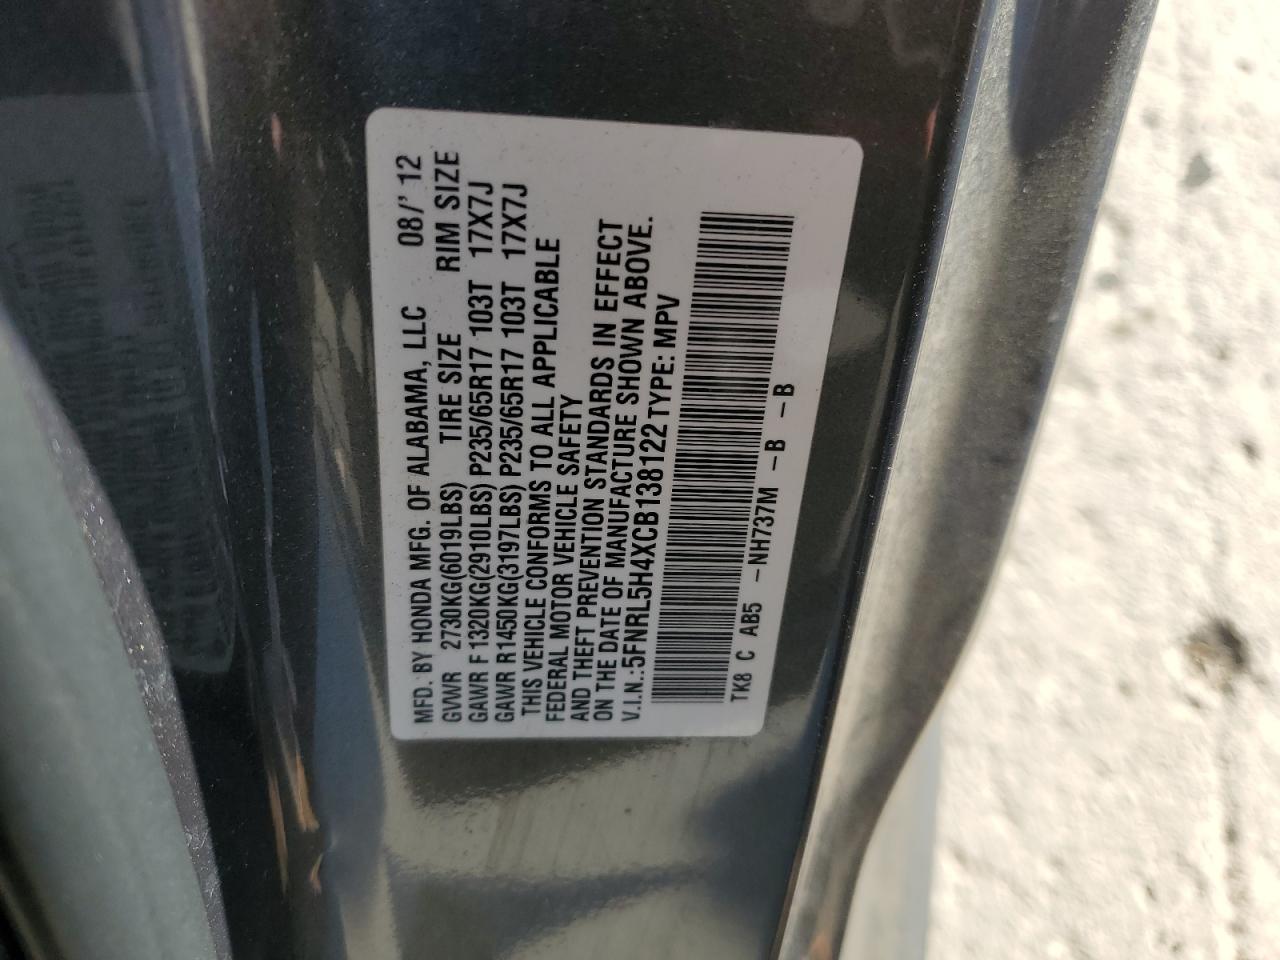 MFD. BY HONDA MFG. OF ALABAMA, LLC 08/'12
GVWR 2730KG(6019LBS) TIRE SIZE RIM SIZE
GAWR F1320KG(2910LBS) P235/65R17 103T 17X7J
GAWR R1450KG(3197LBS) P235/65R17 103T 17X7J
THIS VEHICLE CONFORMS TO ALL APPLICABLE
FEDERAL MOTOR VEHICLE SAFETY
AND THEFT PREVENTION STANDARDS IN EFFECT
ON THE DATE OF MANUFACTURE SHOWN ABOVE.
V.I.N.:5FNRL5H4XCB138122 TYPE: MPV
TK8 C AB5 -NH737M -B -B